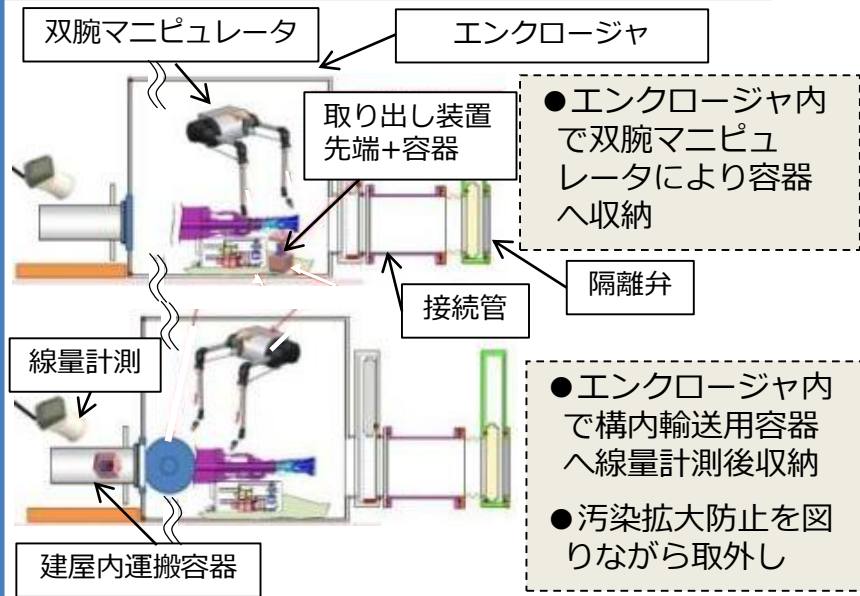 双腕マニピュレータ
エンクロージャ
取り出し装置
先端+容器
●エンクロージャ内
で双腕マニピュ
レータにより容器
へ収納
隔離弁
接続管
線量計測
●エンクロージャ内
で構内輸送用容器
へ線量計測後収納
●汚染拡大防止を図
りながら取外し
建屋内運搬容器